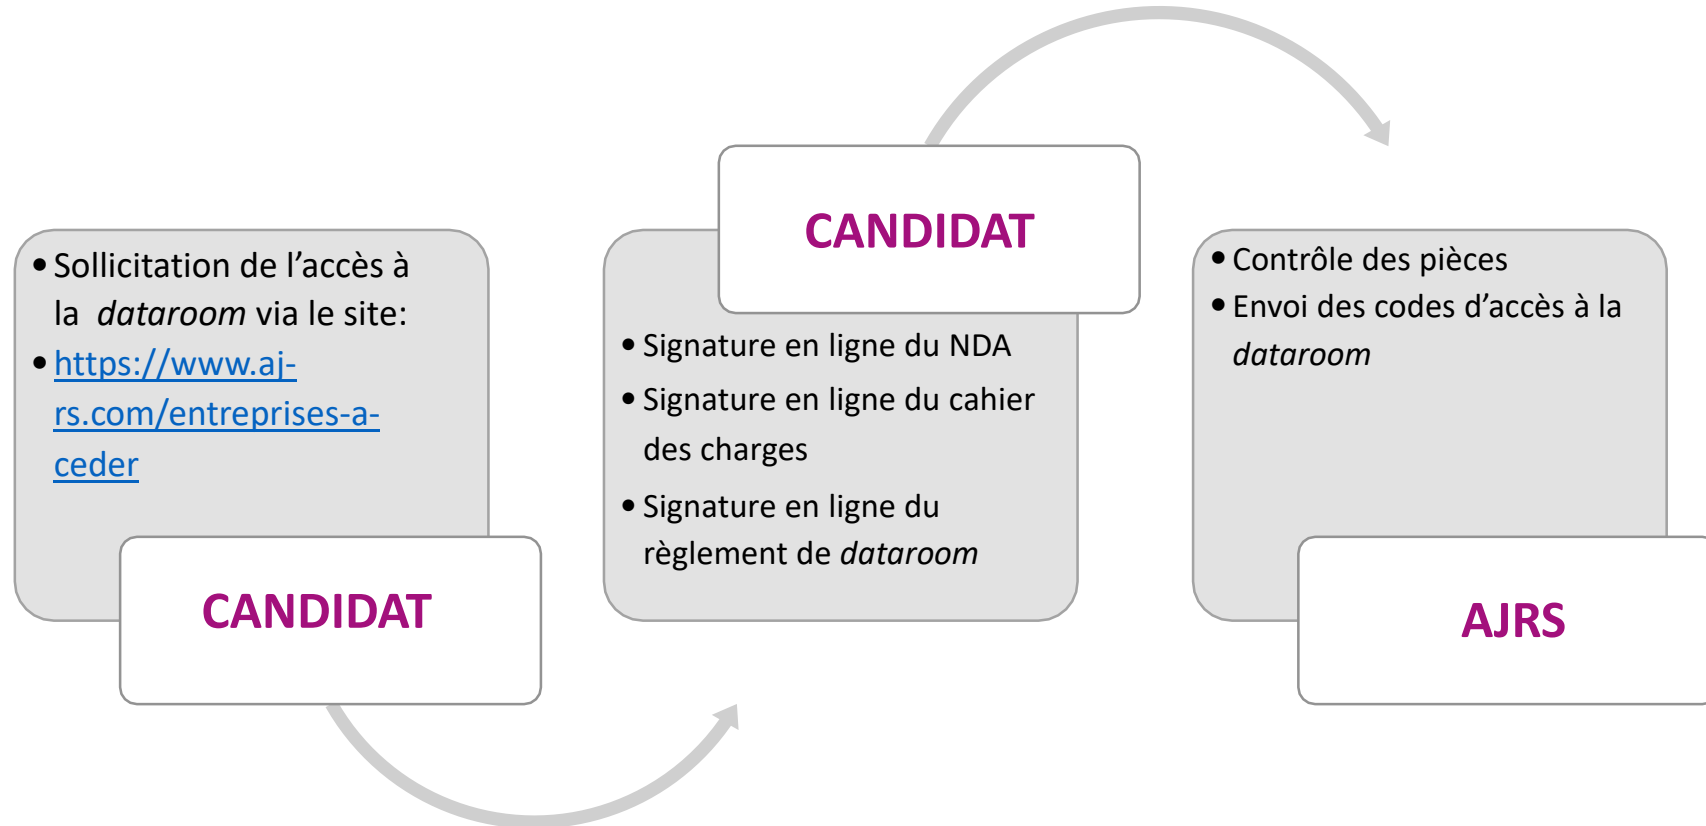 • Sollicitation de l’accès à
la dataroom via le site:
• https://www.aj-
rs.com/entreprises-a-
ceder
CANDIDAT
CANDIDAT
• Signature en ligne du NDA
• Signature en ligne du cahier
des charges
• Signature en ligne du
règlement de dataroom
• Contrôle des pièces
• Envoi des codes d’accès à la
dataroom
AJRS